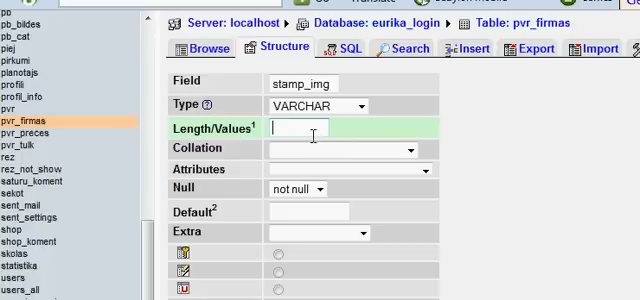 Translate
pb
pb_bildes
pb_cat
piej
pirkumi
planotajs
profili
profil_info
pvr
pvr_firmas
pvr_preces
pvr_tulk
rez
rez_not_show
saturu_koment
sekot
sent_mail
sent_settings
shop
shop_koment
skolas
statistika
users
users_all
Server: localhost Database: eurika_login Table: pvr_firmas
Browse Structure SQL Search Insert Export Import
Field stamp_img
Type VARCHAR
Length/Values1
Collation
Attributes
Null not null
Default2
Extra